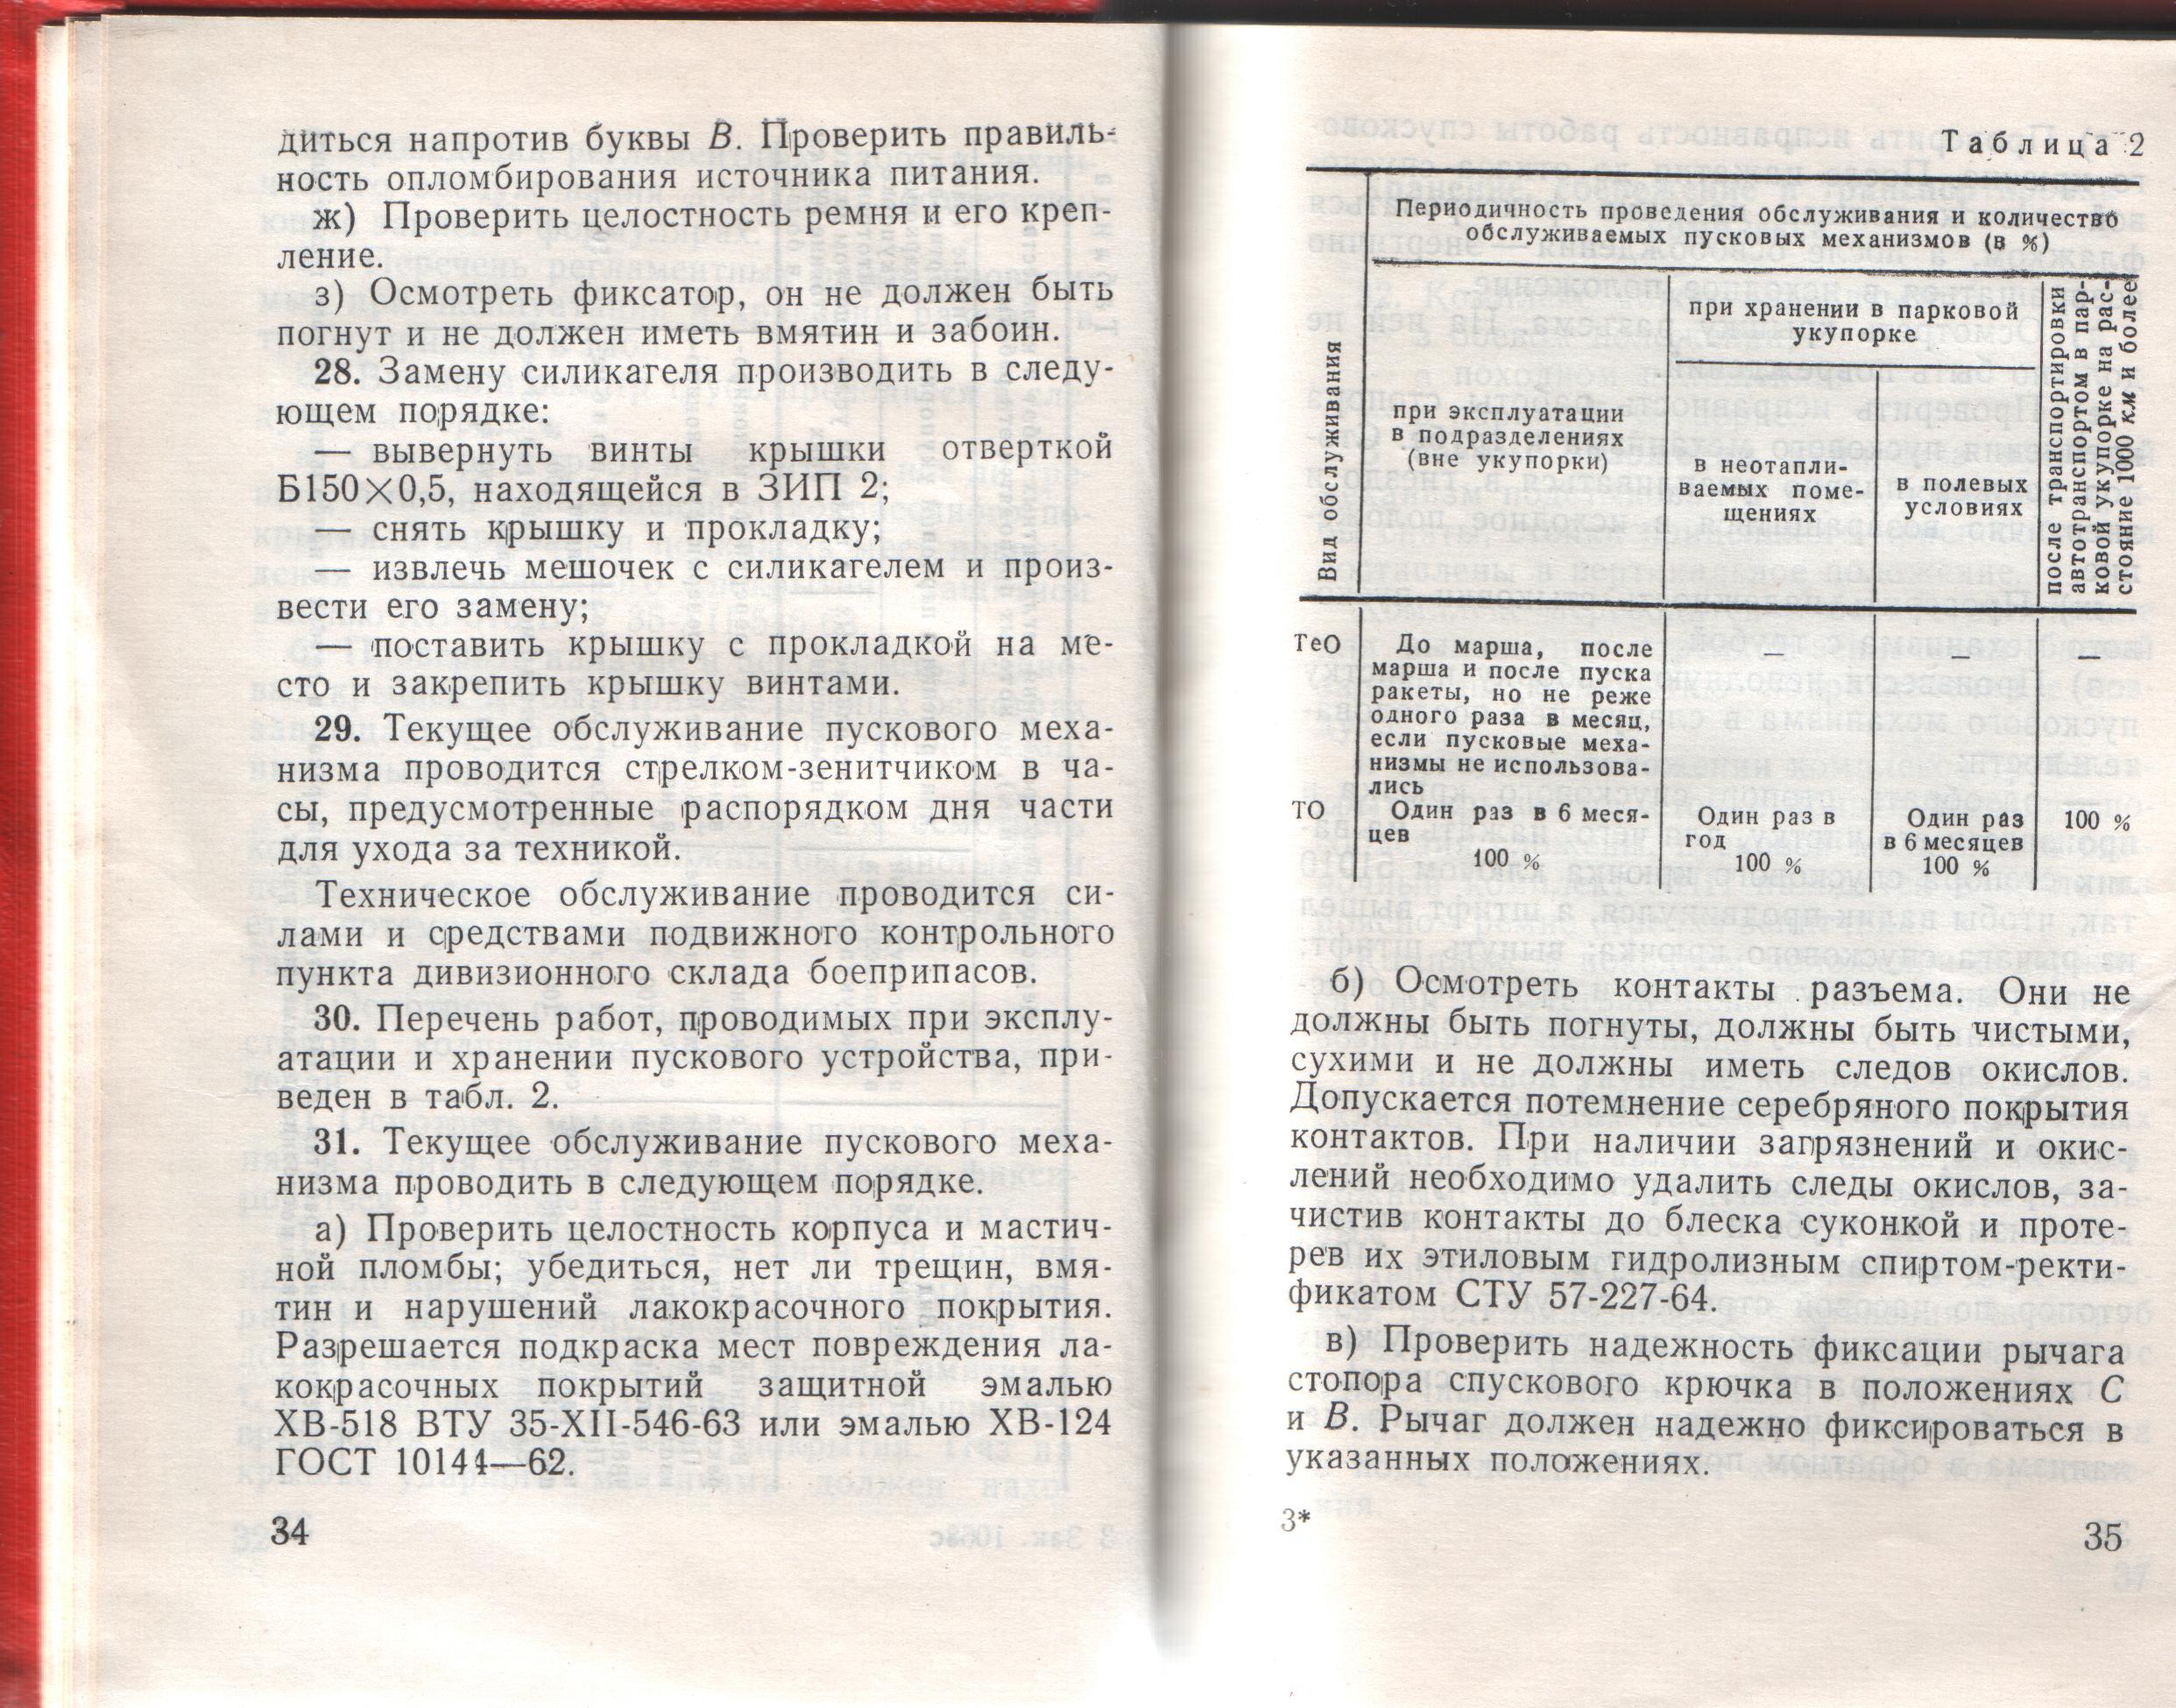 диться напротив буквы В. Проверить правиль-
ность опломбирования источника питания.
ж) Проверить целостность ремня и его креп-
ление.
з) Осмотреть фиксатор, он не должен быть
погнут и не должен иметь вмятин и забоин.
28. Замену силикагеля производить в следу-
ющем порядке:
— вывернуть винты крышки отверткой
Б150×0,5, находящейся в ЗИП 2;
— снять крышку и прокладку;
— извлечь мешочек с силикагелем и произ-
вести его замену;
— поставить крышку с прокладкой на ме-
сто и закрепить крышку винтами.
29. Текущее обслуживание пускового меха-
низма проводится стрелком-зенитчиком в ча-
сы, предусмотренные распорядком дня части
для ухода за техникой.
Техническое обслуживание проводится си-
лами и средствами подвижного контрольного
пункта дивизионного склада боеприпасов.
30. Перечень работ, проводимых при эксплу-
атации и хранении пускового устройства, при-
веден в табл. 2.
31. Текущее обслуживание пускового меха-
низма проводить в следующем порядке.
а) Проверить целостность корпуса и мастич-
ной пломбы; убедиться, нет ли трещин, вмя-
тин и нарушений лакокрасочного покрытия.
Разрешается подкраска мест повреждения ла-
кокрасочных покрытий защитной эмалью
ХВ-518 ВТУ 35-XII-546-63 или эмалью ХВ-124
ГОСТ 10144—62.
34
Таблица 2
Вид обслуживания
Периодичность проведения обслуживания и количество
обслуживаемых пусковых механизмов (в %)
при эксплуатации
в подразделениях
(вне укупорки)
при хранении в парковой
укупорке
в неотапли-
ваемых поме-
щениях
в полевых
условиях
после транспортировки
автотранспортом в пар-
ковой укупорке на рас-
стояние 1000 км и более
ТеО
До марша, после
марша и после пуска
ракеты, но не реже
одного раза в месяц,
если пусковые меха-
низмы не использова-
лись
—
—
—
ТО
Один раз в 6 меся-
цев
100 %
Один раз в
год
100 %
Один раз
в 6 месяцев
100 %
100 %
б) Осмотреть контакты разъема. Они не
должны быть погнуты, должны быть чистыми,
сухими и не должны иметь следов окислов.
Допускается потемнение серебряного покрытия
контактов. При наличии загрязнений и окис-
лений необходимо удалить следы окислов, за-
чистив контакты до блеска суконкой и проте-
рев их этиловым гидролизным спиртом-ректи-
фикатом СТУ 57-227-64.
в) Проверить надежность фиксации рычага
стопора спускового крючка в положениях С
и В. Рычаг должен надежно фиксироваться в
указанных положениях.
3*
35